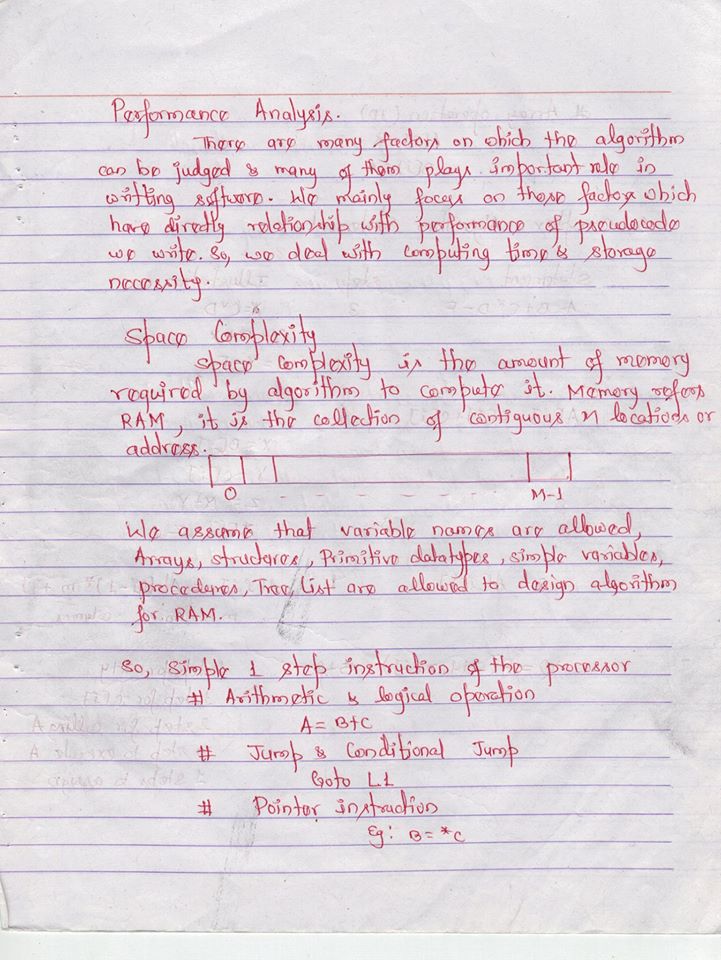 Performance Analysis.
There are many factors on which the algorithm
can be judged & many of them plays important role in
writting software. We mainly focus on those factors which
have directly relationship with performance of pseudocode
we write. So, we deal with computing time & storage
necessity.
Space Complexity
Space complexity is the amount of memory
required by algorithm to compute it. Memory refers
RAM, it is the collection of contiguous M locations or
address.
0 - - - - - - - - M-1
We assume that variable names are allowed,
Arrays, structures, Primitive datatypes, simple variables,
procedures, Tree, List are allowed to design algorithm
for RAM.
So, Simple 1 step instruction of the processor
# Arithmetic & logical operation
A = B+C
# Jump & Conditional Jump
Goto L1
# Pointer instruction
Eg: B = *C